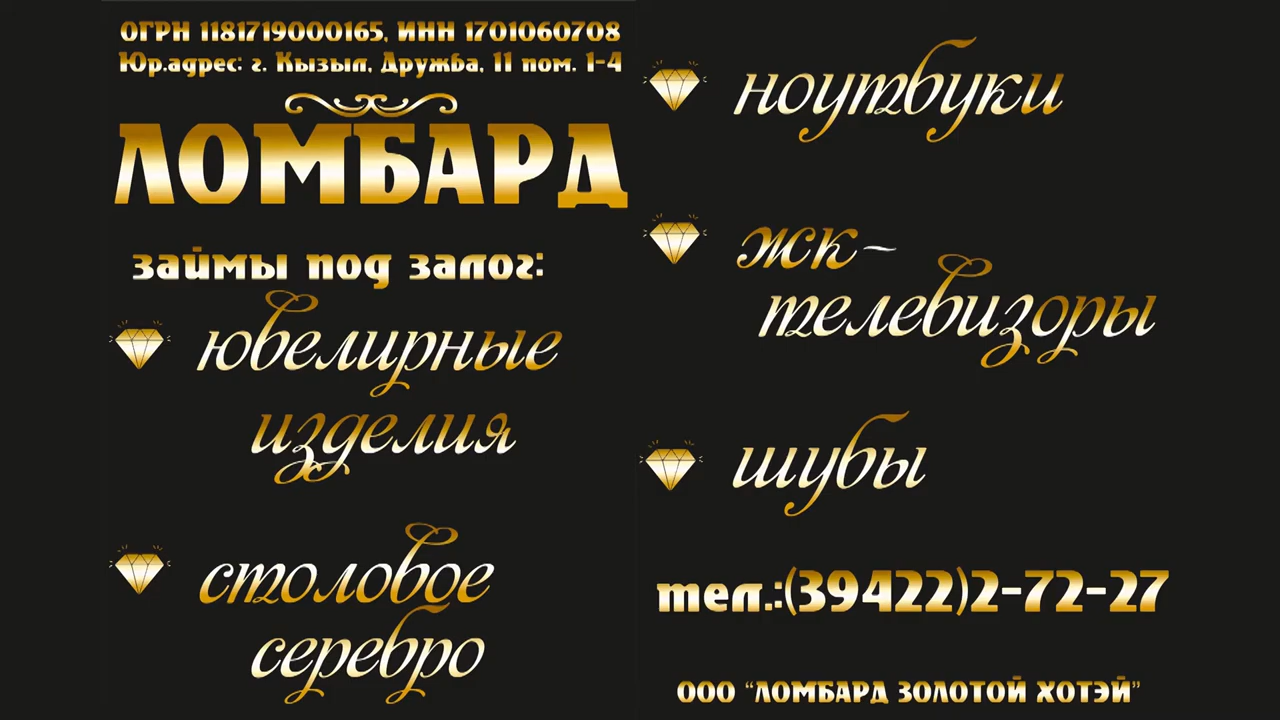 ОГРН 1181719000165, ИНН 1701060708
Юр.адрес: г. Кызыл, Дружба, 11 пом. 1-4
ЛОМБАРД
займы под залог:
ювелирные
изделия
столовое
серебро
ноутбуки
жк-
телевизоры
шубы
тел.:(39422)2-72-27
ООО “ЛОМБАРД ЗОЛОТОЙ ХОТЭЙ”